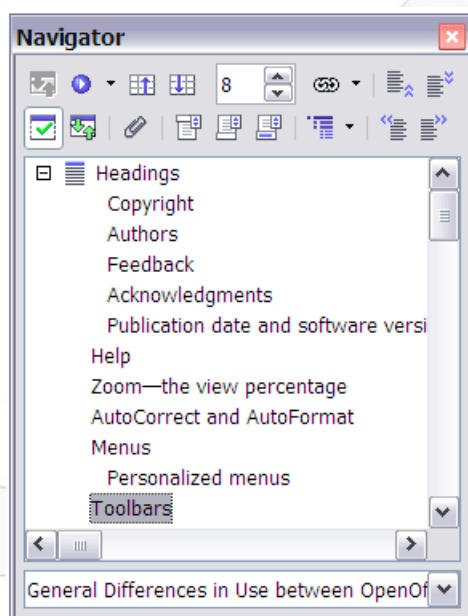 Navigator
8
Headings
Copyright
Authors
Feedback
Acknowledgments
Publication date and software versi
Help
Zoom—the view percentage
AutoCorrect and AutoFormat
Menus
Personalized menus
Toolbars
General Differences in Use between OpenOf